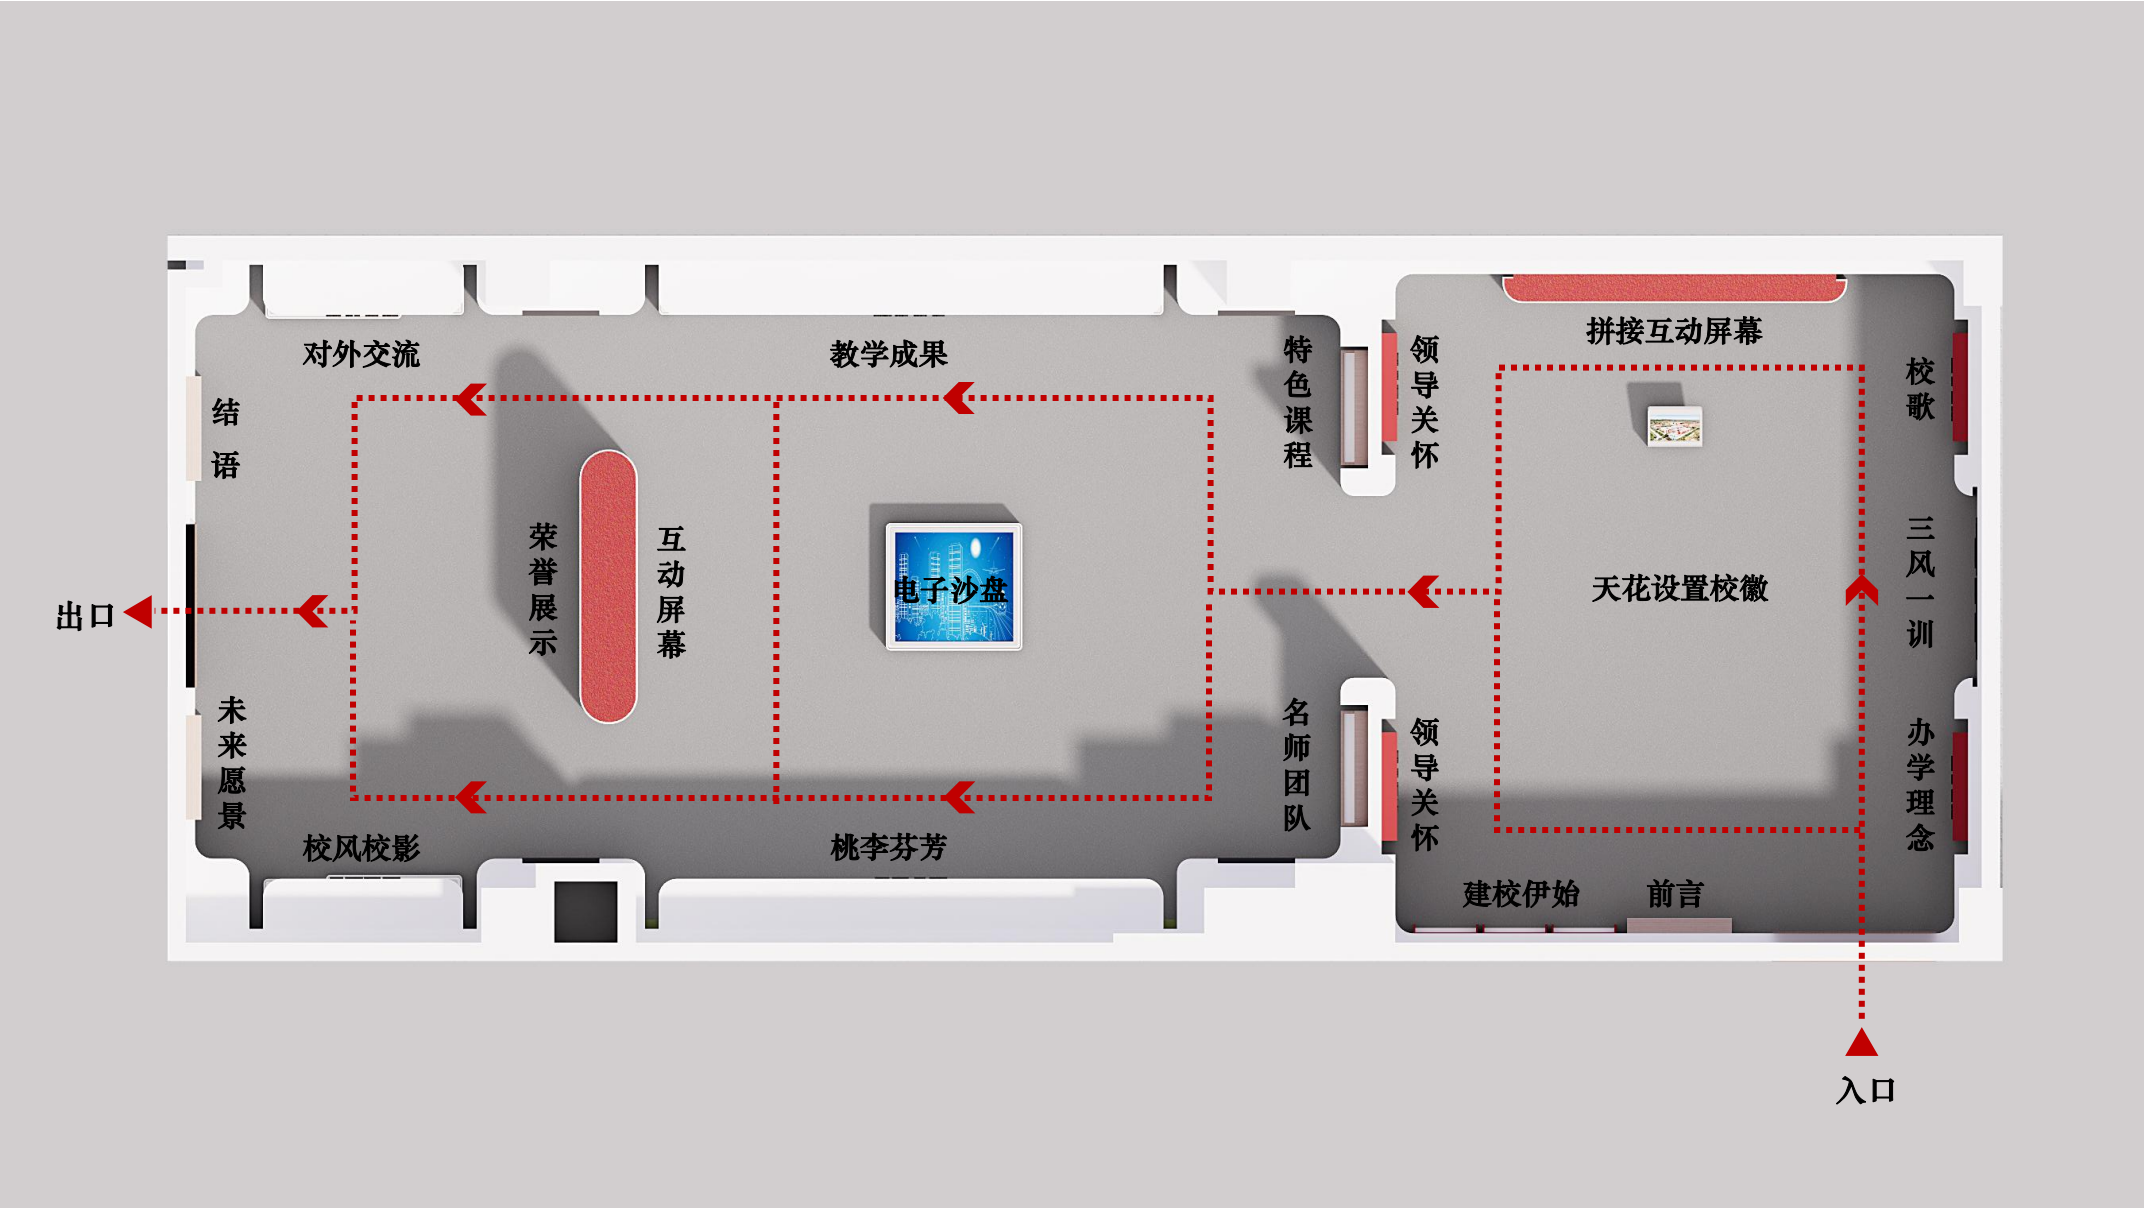 拼接互动屏幕
对外交流
教学成果
特色课程
领导关怀
校歌
结语
荣誉展示
互动屏幕
电子沙盘
天花设置校徽
三风一训
出口
未来愿景
名师团队
领导关怀
办学理念
校风校影
桃李芬芳
建校伊始
前言
入口